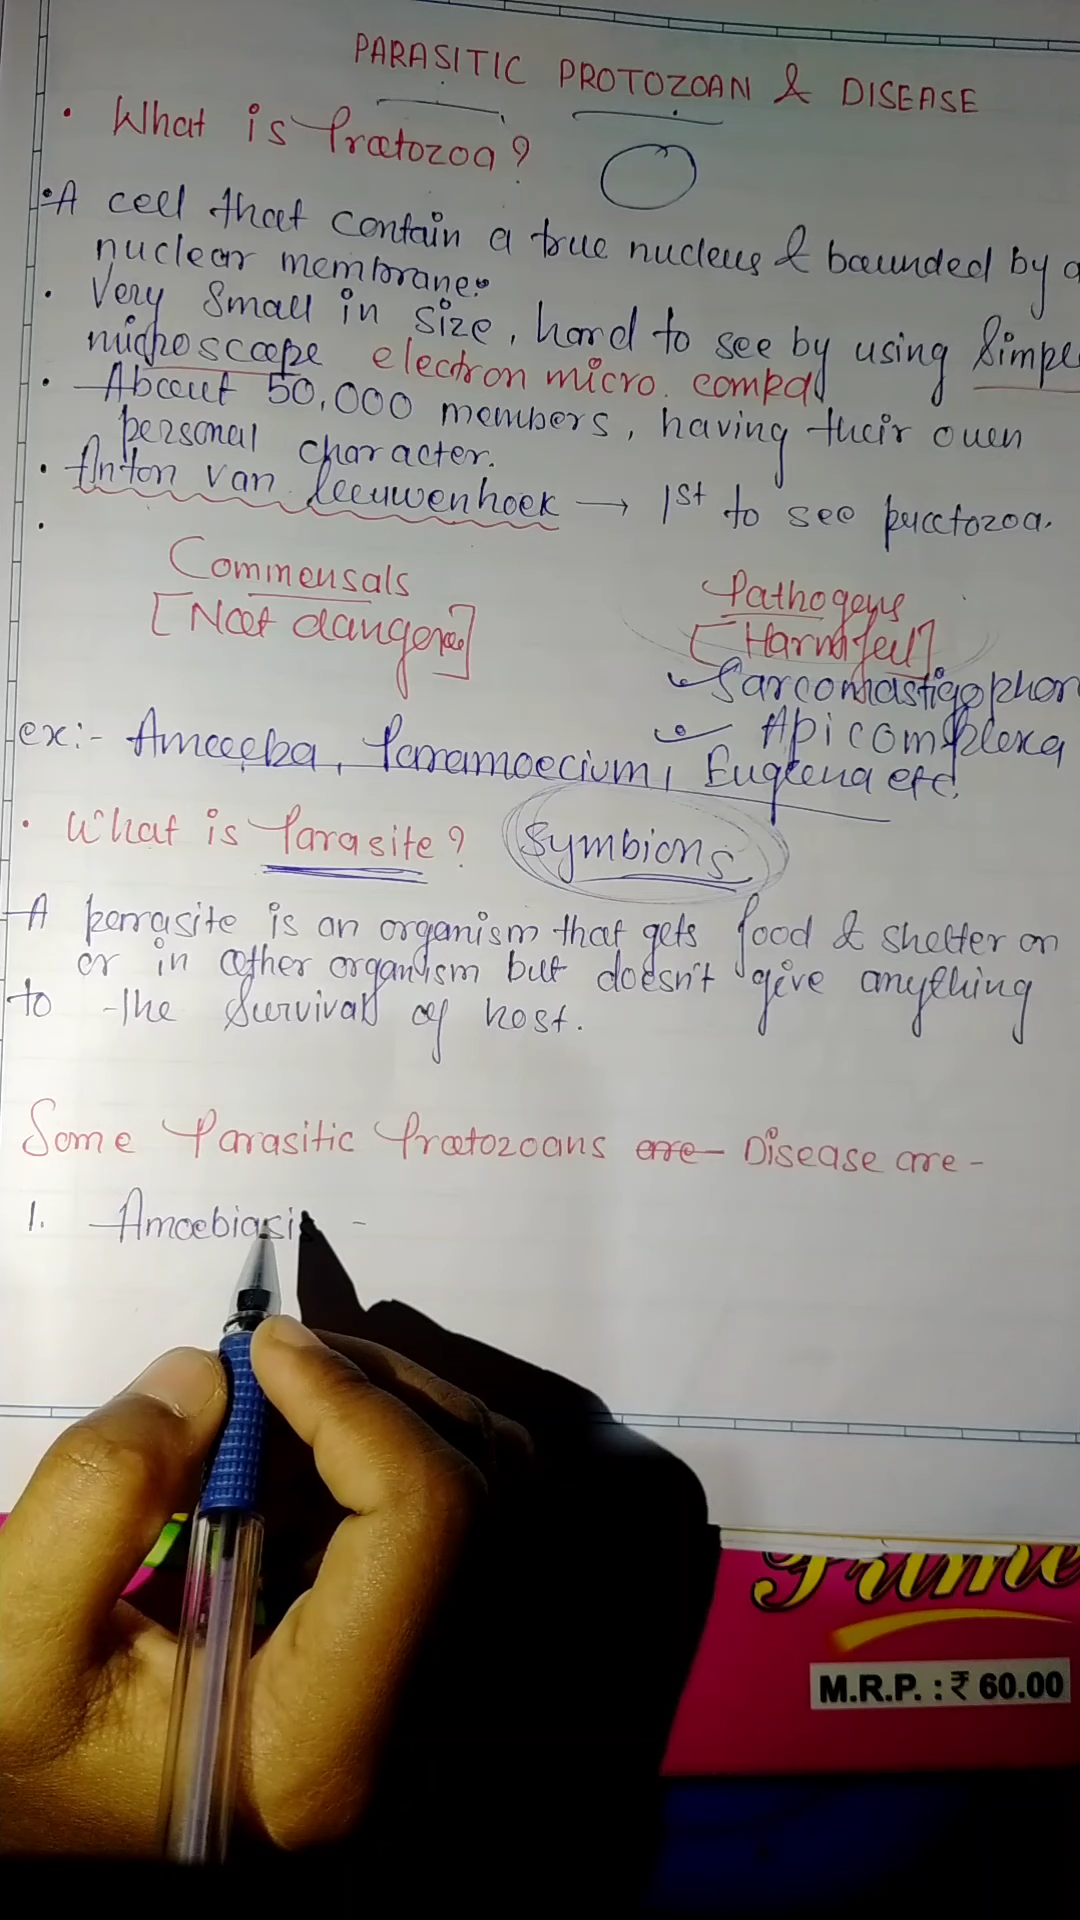 PARASITIC PROTOZOAN & DISEASE
• What is Protozoa?
• A cell that contain a true nucleus & bounded by a
nuclear membrane.
• Very small in size, hard to see by using Simple
microscope electron micro. compd
• About 50,000 members, having their own
personal character.
• Anton van Leeuwenhoek → 1st to see protozoa.
•
Commensals Pathogens
[Not dangerous] [Harmful]
Sarcomastigophor
Apicomplexa
ex:- Amoeba, Paramoecium, Euglena etc.
• What is Parasite? Symbions
A parasite is an organism that gets food & shelter on
or in other organism but doesn't give anything
to the survival of host.
Some Parasitic Protozoans are Disease are -
1. Amoebiasis -
Prime
M.R.P. : ₹ 60.00